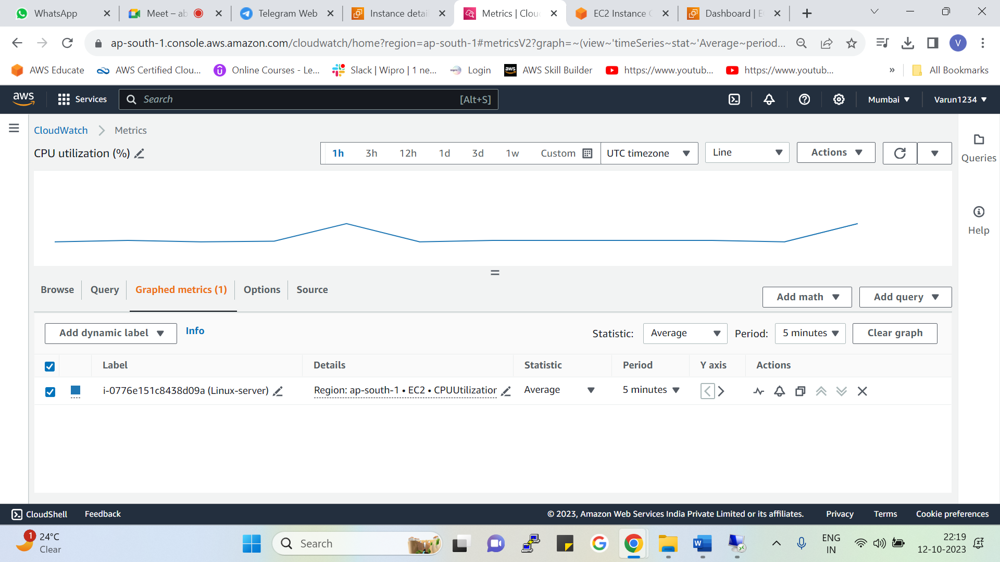 WhatsApp
Meet – ab
Telegram Web
Instance detai
Metrics | Clou
EC2 Instance C
Dashboard | E
ap-south-1.console.aws.amazon.com/cloudwatch/home?region=ap-south-1#metricsV2?graph=~(view~'timeSeries~stat~'Average~period...
V
AWS Educate
AWS Certified Clou...
Online Courses - Le...
Slack | Wipro | 1 ne...
Login
AWS Skill Builder
https://www.youtub...
https://www.youtub...
»
All Bookmarks
aws
Services
Search
[Alt+S]
Mumbai
Varun1234
CloudWatch
Metrics
CPU utilization (%)
1h
3h
12h
1d
3d
1w
Custom
UTC timezone
Line
Actions
Queries
Help
Browse
Query
Graphed metrics (1)
Options
Source
Add math
Add query
Add dynamic label
Info
Statistic:
Average
Period:
5 minutes
Clear graph
Label
Details
Statistic
Period
Y axis
Actions
i-0776e151c8438d09a (Linux-server)
Region: ap-south-1 • EC2 • CPUUtilization
Average
5 minutes
CloudShell
Feedback
© 2023, Amazon Web Services India Private Limited or its affiliates.
Privacy
Terms
Cookie preferences
1
24°C
Clear
Search
ENG
IN
22:19
12-10-2023